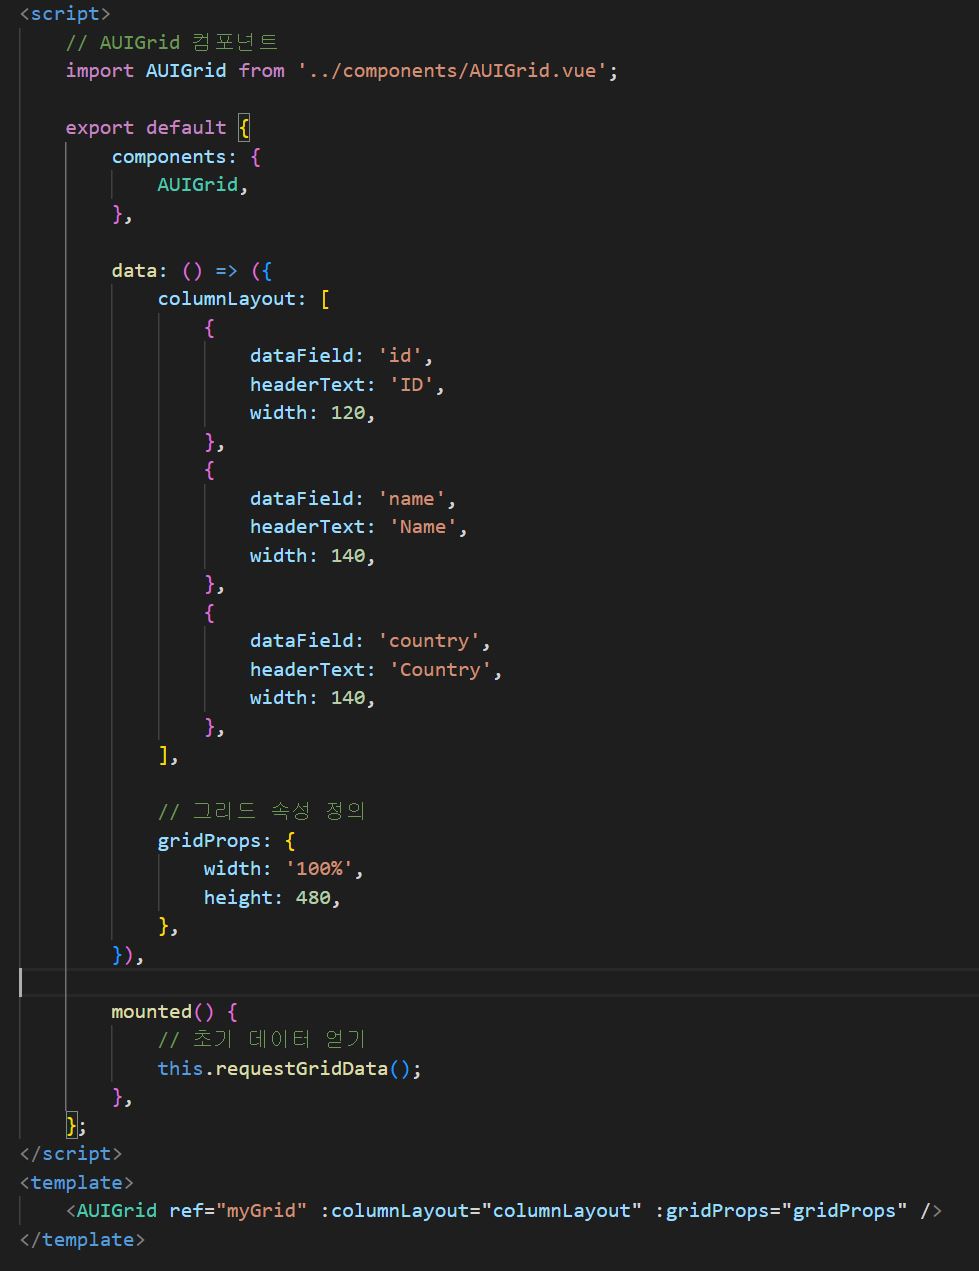 <script>
// AUIGrid 컴포넌트
import AUIGrid from '../components/AUIGrid.vue';
export default {
components: {
AUIGrid,
},
data: () => ({
columnLayout: [
{
dataField: 'id',
headerText: 'ID',
width: 120,
},
{
dataField: 'name',
headerText: 'Name',
width: 140,
},
{
dataField: 'country',
headerText: 'Country',
width: 140,
},
],
// 그리드 속성 정의
gridProps: {
width: '100%',
height: 480,
},
}),
mounted() {
// 초기 데이터 얻기
this.requestGridData();
},
};
</script>
<template>
<AUIGrid ref="myGrid" :columnLayout="columnLayout" :gridProps="gridProps" />
</template>